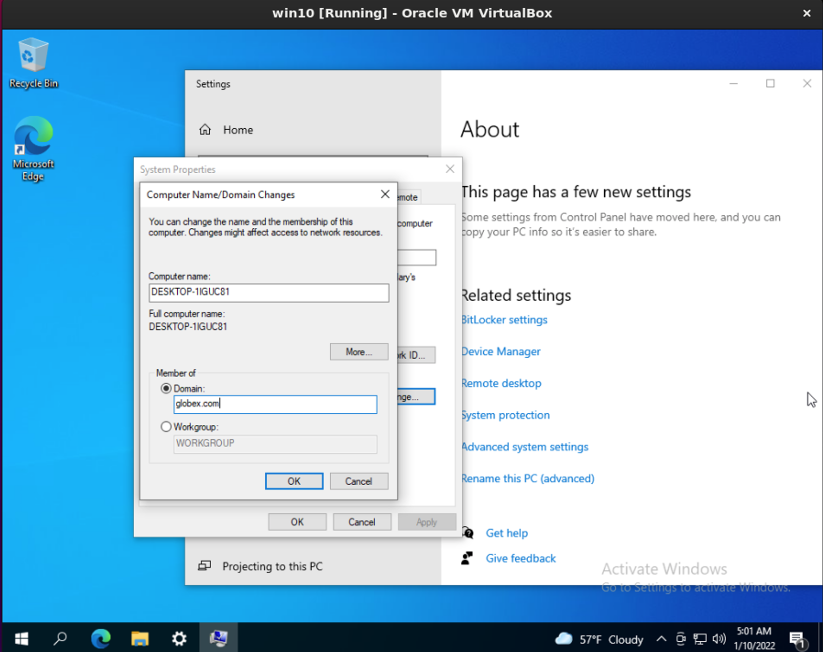 win10 [Running] - Oracle VM VirtualBox
Recycle Bin
Microsoft
Edge
Settings
Home
About
This page has a few new settings
Some settings from Control Panel have moved here, and you can
copy your PC info so it's easier to share.
Related settings
BitLocker settings
Device Manager
Remote desktop
System protection
Advanced system settings
Rename this PC (advanced)
Get help
Give feedback
Projecting to this PC
System Properties
emote
computer
ary's
rk ID...
nge...
OK
Cancel
Apply
Computer Name/Domain Changes
You can change the name and the membership of this
computer. Changes might affect access to network resources.
Computer name:
DESKTOP-1IGUC81
Full computer name:
DESKTOP-1IGUC81
More...
Member of
Domain:
globex.com
Workgroup:
WORKGROUP
OK
Cancel
Activate Windows
Go to Settings to activate Windows.
57°F Cloudy
5:01 AM
1/10/2022
1